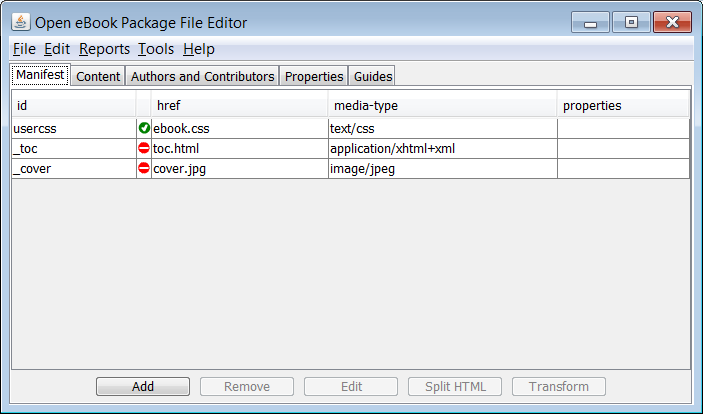 Open eBook Package File Editor
File Edit Reports Tools Help
Manifest Content Authors and Contributors Properties Guides
id href media-type properties
usercss ebook.css text/css
_toc toc.html application/xhtml+xml
_cover cover.jpg image/jpeg
Add Remove Edit Split HTML Transform